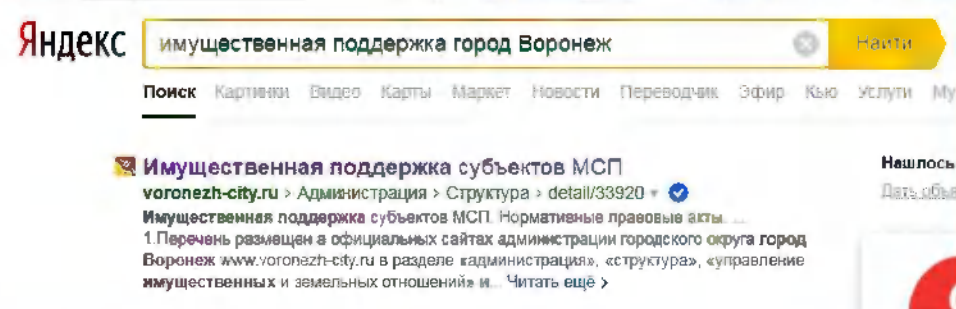 Яндекс
имущественная поддержка город Воронеж
Найти
Поиск Картинки Видео Карты Маркет Новости Переводчик Эфир Кью Услуги Му
Имущественная поддержка субъектов МСП
voronezh-city.ru › Администрация › Структура › detail/33920
Имущественная поддержка субъектов МСП. Нормативные правовые акты. ...
1.Перечень размещен в официальных сайтах администрации городского округа город
Воронеж www.voronezh-city.ru в разделе «администрация», «структура», «управление
имущественных и земельных отношений» и... Читать ещё ›
Нашлось
Дать объя